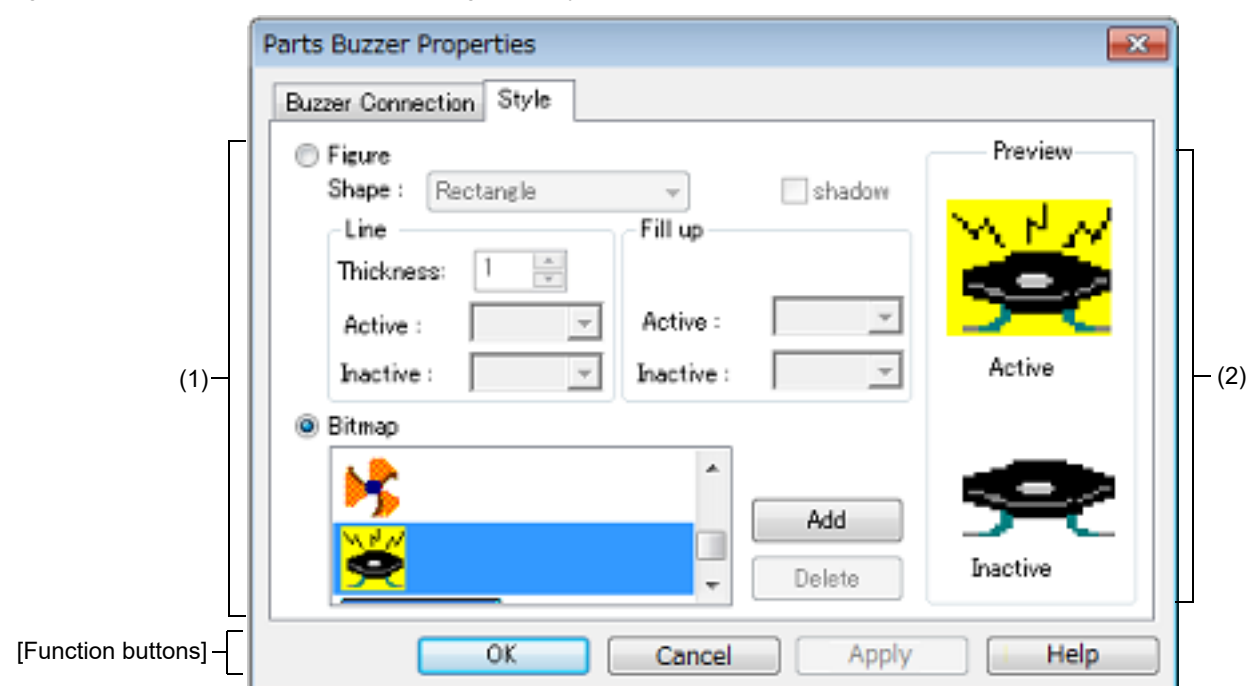 Parts Buzzer Properties
Buzzer Connection Style
Figure
Shape : Rectangle shadow
Line Fill up
Thickness: 1
Active : Active :
Inactive : Inactive :
Bitmap
Add
Delete
Preview
Active
Inactive
(1)
(2)
[Function buttons]
OK Cancel Apply Help